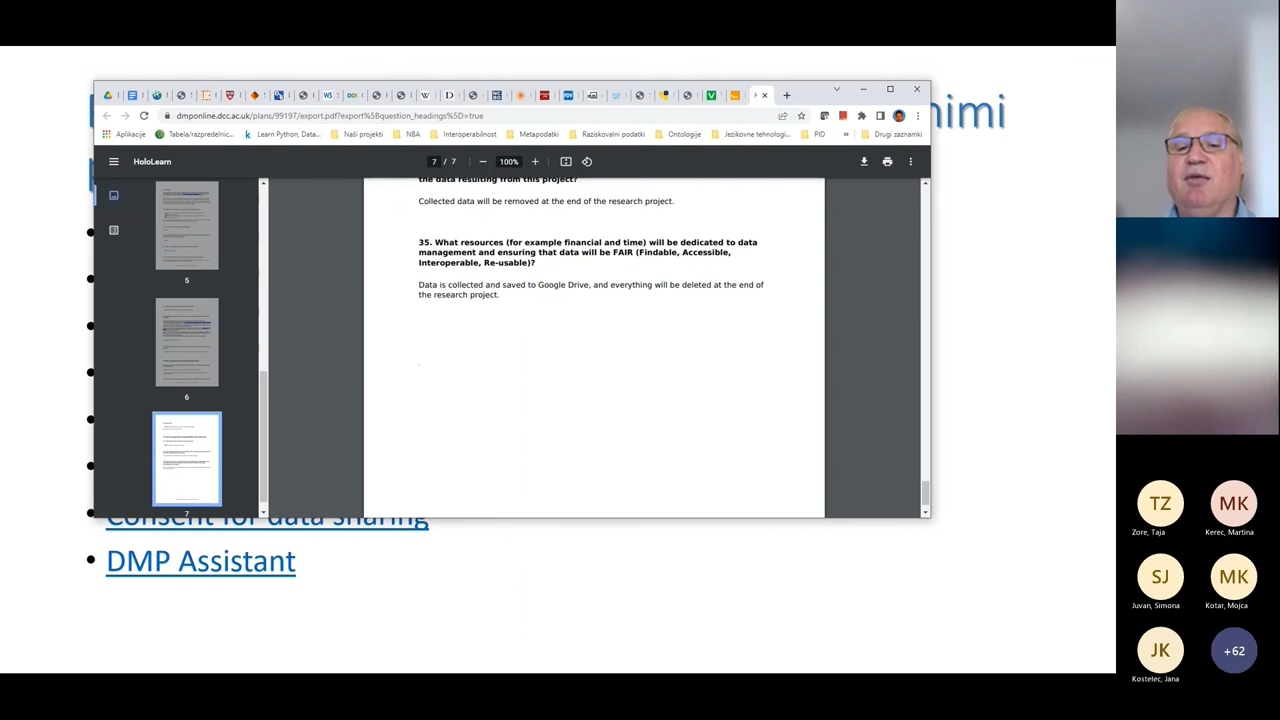 nimi
dmponline.dcc.ac.uk/plans/99197/export.pdf?export%5Bquestion_headings%5D=true
Aplikacije Tabela/razpredelnic... Learn Python, Data... Naši projekti NBA Interoperabilnost Metapodatki Raziskovalni podatki Ontologije Jezikovne tehnologi... PID » Drugi zaznamki
HoloLearn 7 / 7 100%
the data resulting from this project?
Collected data will be removed at the end of the research project.
35. What resources (for example financial and time) will be dedicated to data
management and ensuring that data will be FAIR (Findable, Accessible,
Interoperable, Re-usable)?
Data is collected and saved to Google Drive, and everything will be deleted at the end of
the research project.
5
6
7
Consent for data sharing
• DMP Assistant
TZ MK
Zore, Taja Kerec, Martina
SJ MK
Juvan, Simona Kotar, Mojca
JK +62
Kostelec, Jana